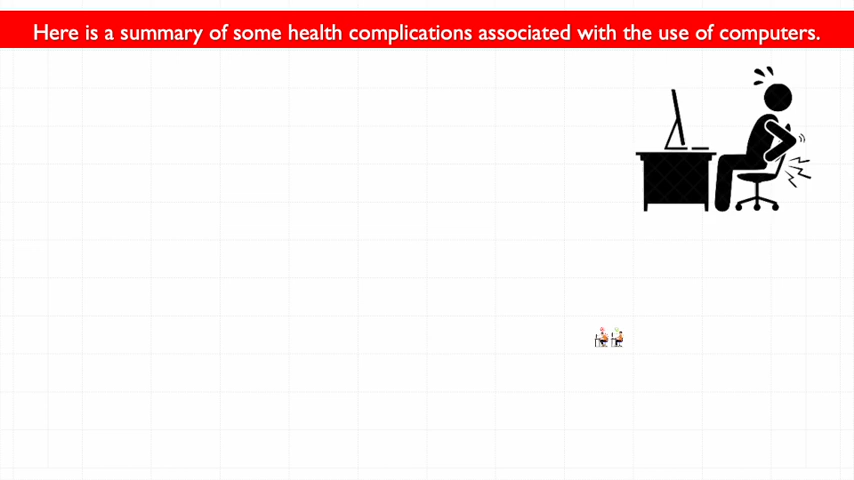 Here is a summary of some health complications associated with the use of computers.